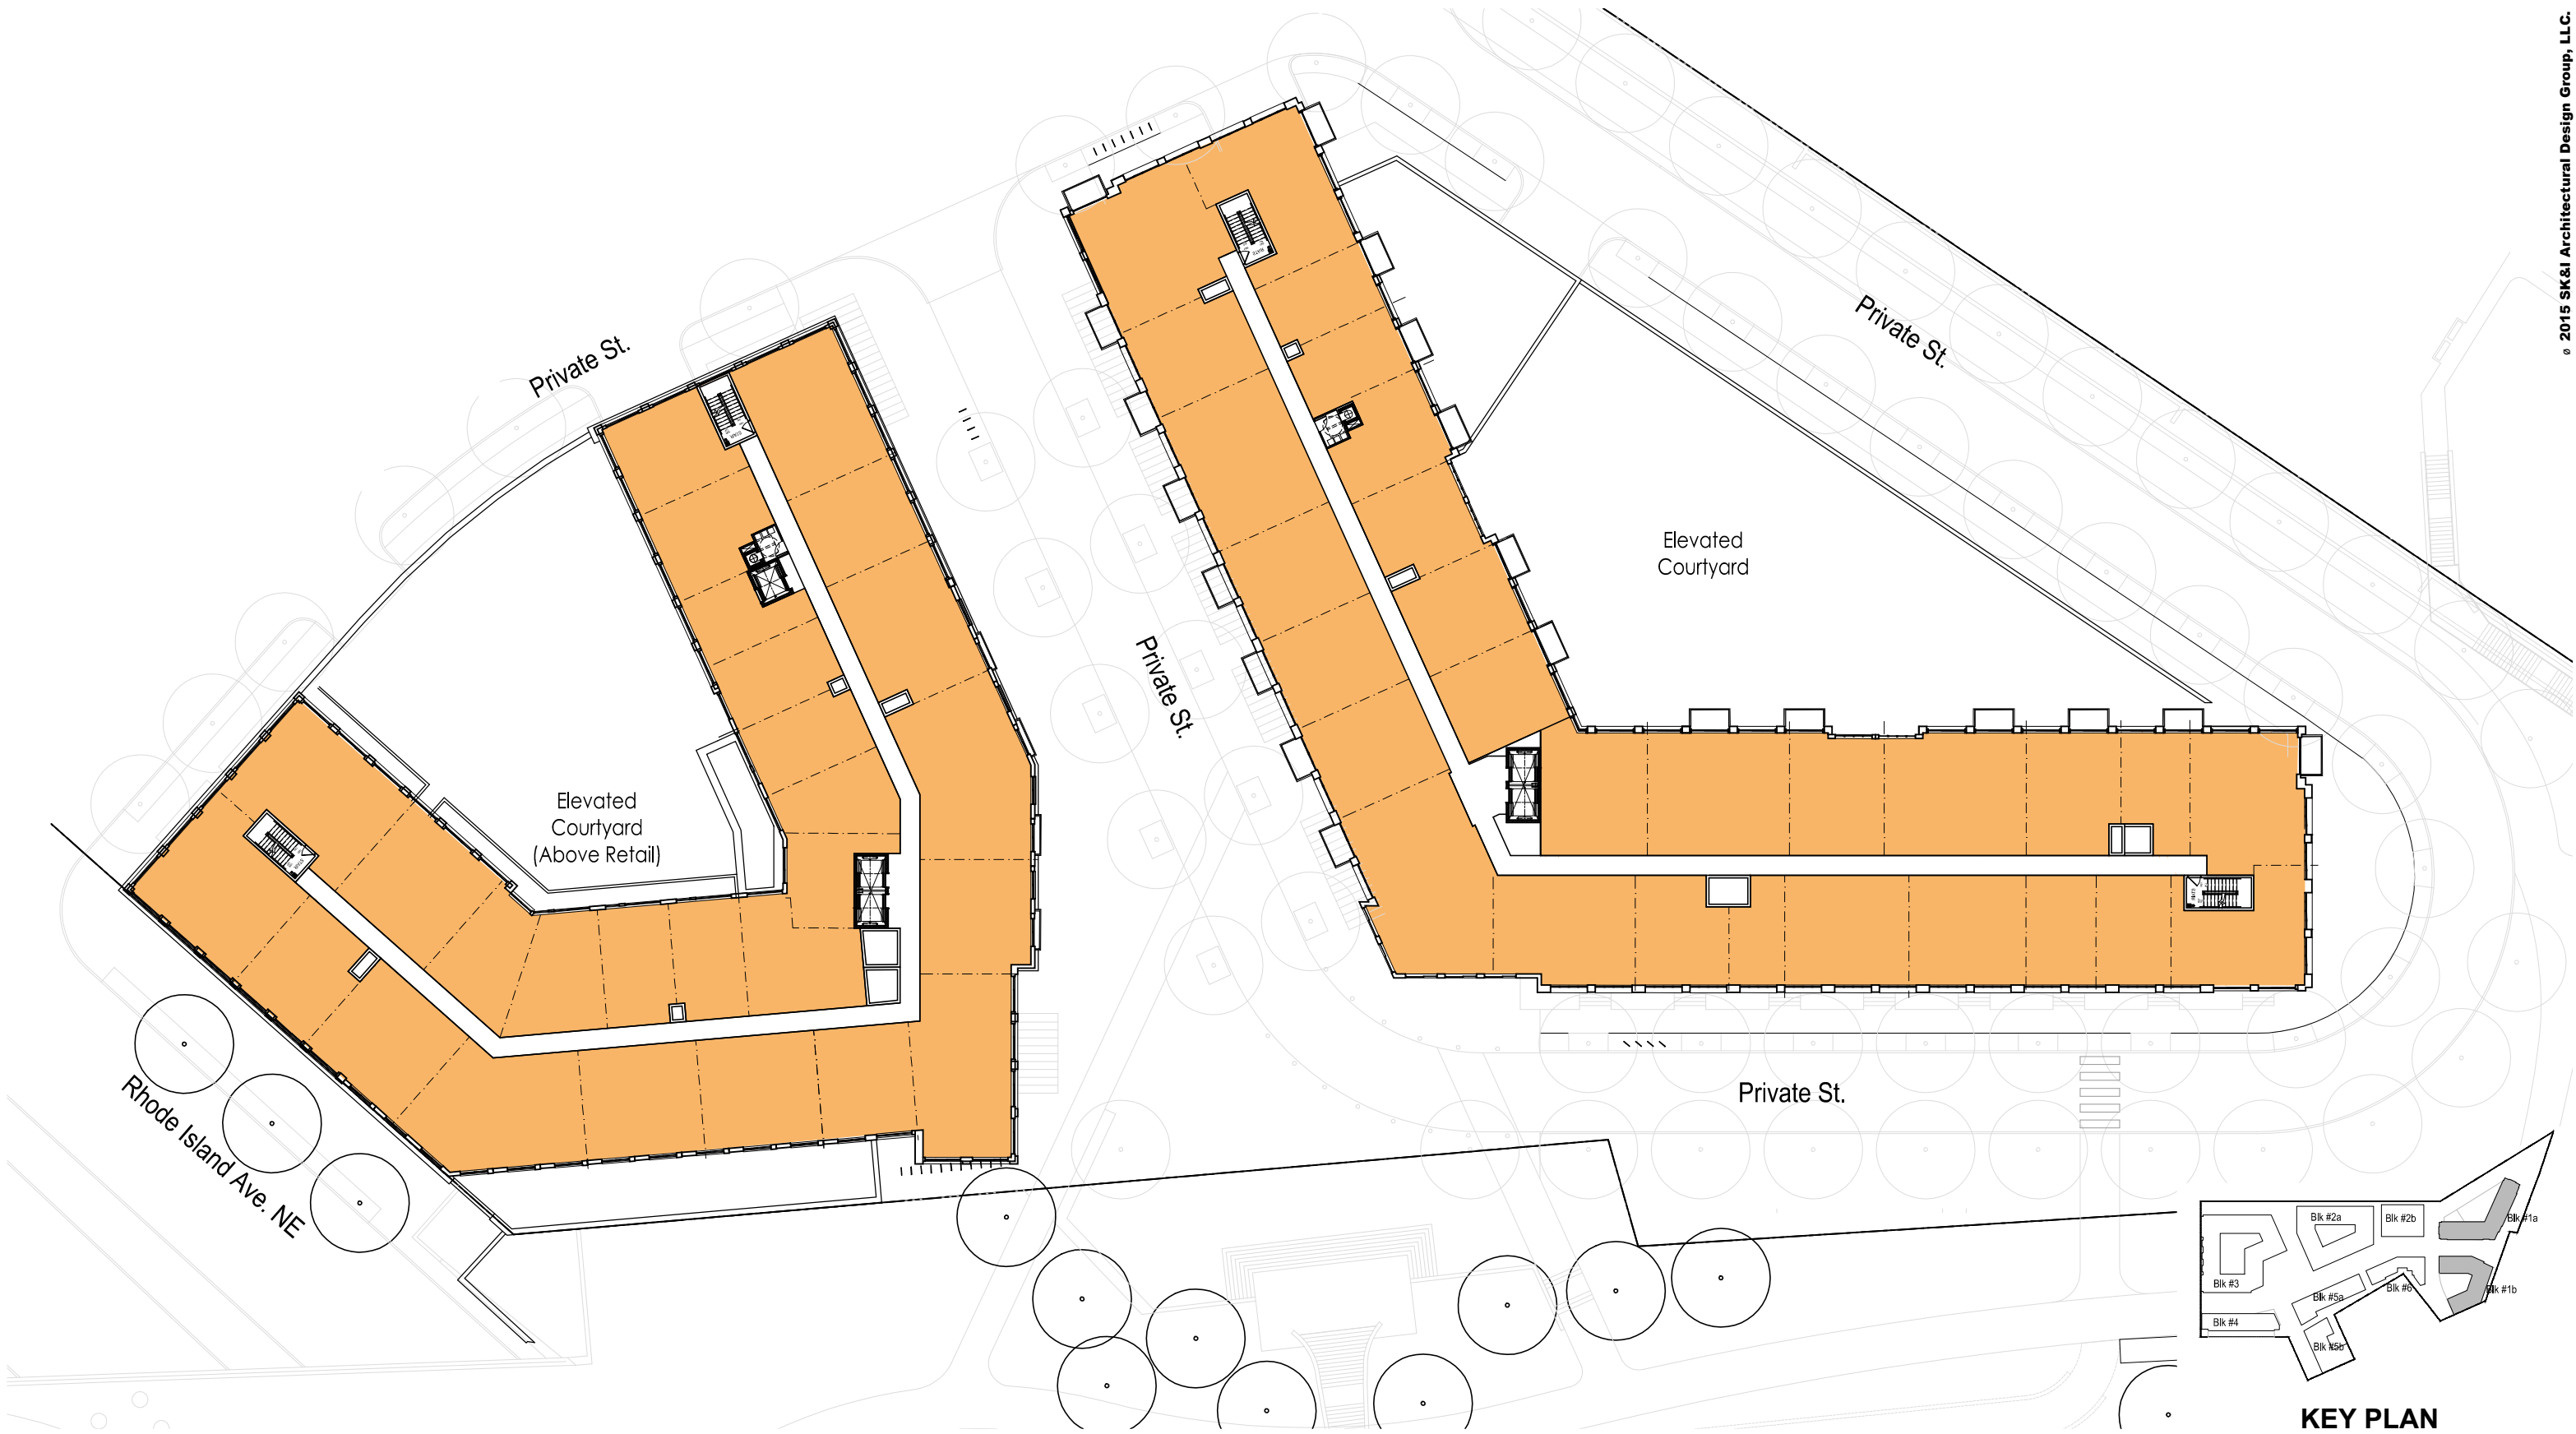 ø 2015 SK&I Architectural Design Group, LLC.
Private St.
Private St.
Elevated
Courtyard
Private St.
Elevated
Courtyard
(Above Retail)
Rhode Island Ave. NE
Private St.
Blk #2a
Blk #2b
Blk #1a
Blk #3
Blk #5a
Blk #6
Blk #1b
Blk #4
Blk #5b
KEY PLAN